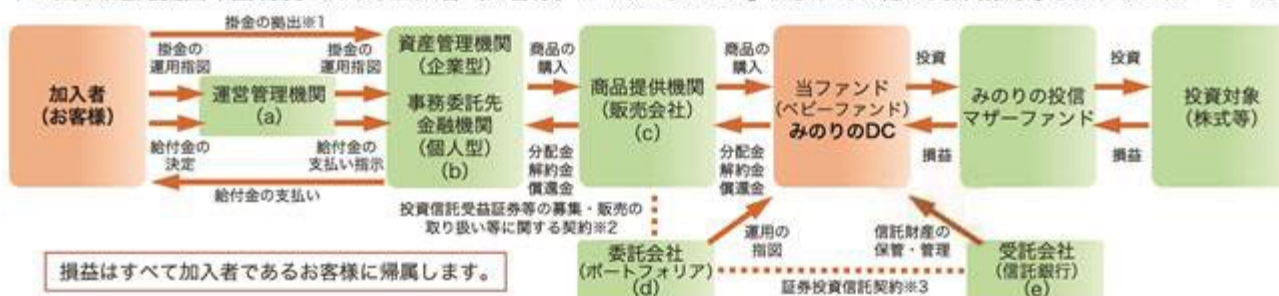 掛金の拠出※1
加入者
(お客様)
掛金の
運用指図
運営管理機関
(a)
給付金の
決定
掛金の
運用指図
給付金の
支払い指示
給付金の支払い
資産管理機関
(企業型)
事務委託先
金融機関
(個人型)
(b)
商品の
購入
分配金
解約金
償還金
商品提供機関
(販売会社)
(c)
商品の
購入
分配金
解約金
償還金
当ファンド
(ベビーファンド)
みのりのDC
投資
損益
みのりの投信
マザーファンド
投資
損益
投資対象
(株式等)
投資信託受益証券等の募集・販売の
取り扱い等に関する契約※2
委託会社
(ポートフォリア)
(d)
運用の
指図
信託財産の
保管・管理
証券投資信託契約※3
受託会社
(信託銀行)
(e)
損益はすべて加入者であるお客様に帰属します。